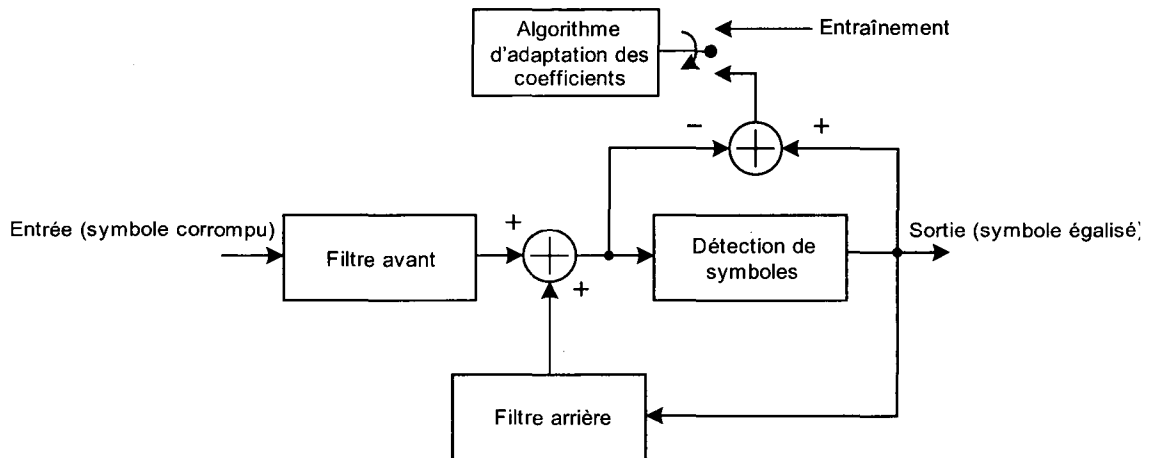 Algorithme
d'adaptation des
coefficients
Entraînement
−
+
Entrée (symbole corrompu)
Filtre avant
+
+
Détection de
symboles
Sortie (symbole égalisé)
Filtre arrière